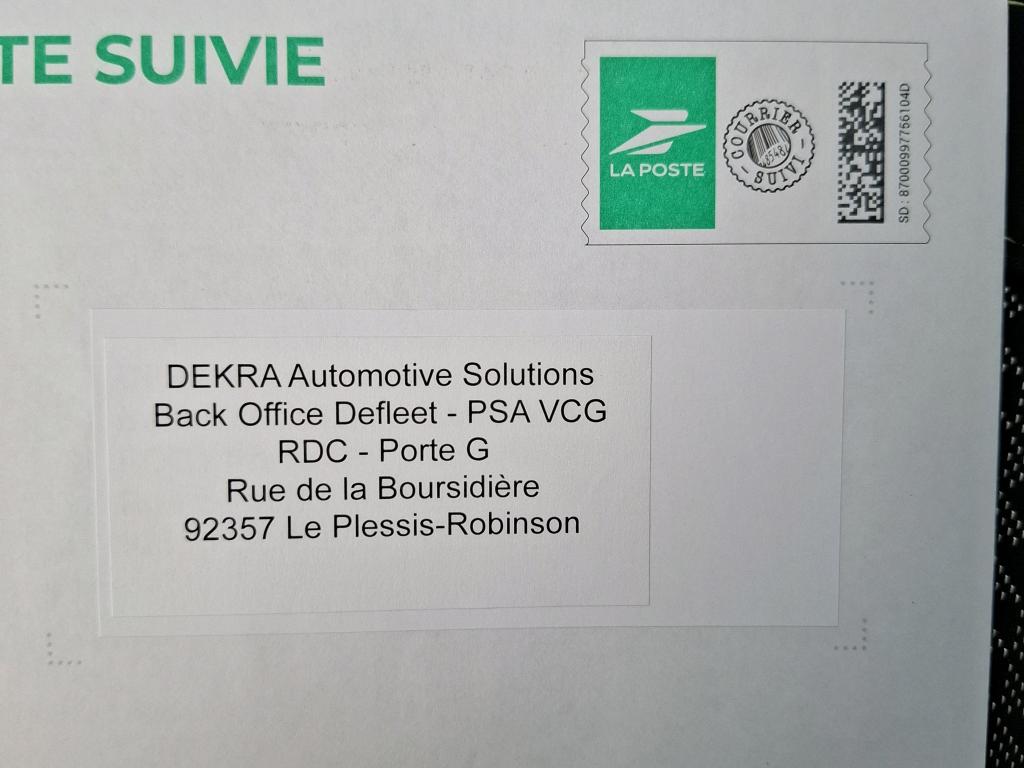 TE SUIVIE
LA POSTE
COURRIER
SUIVI
SD : 870009977566104D
DEKRA Automotive Solutions
Back Office Defleet - PSA VCG
RDC - Porte G
Rue de la Boursidière
92357 Le Plessis-Robinson